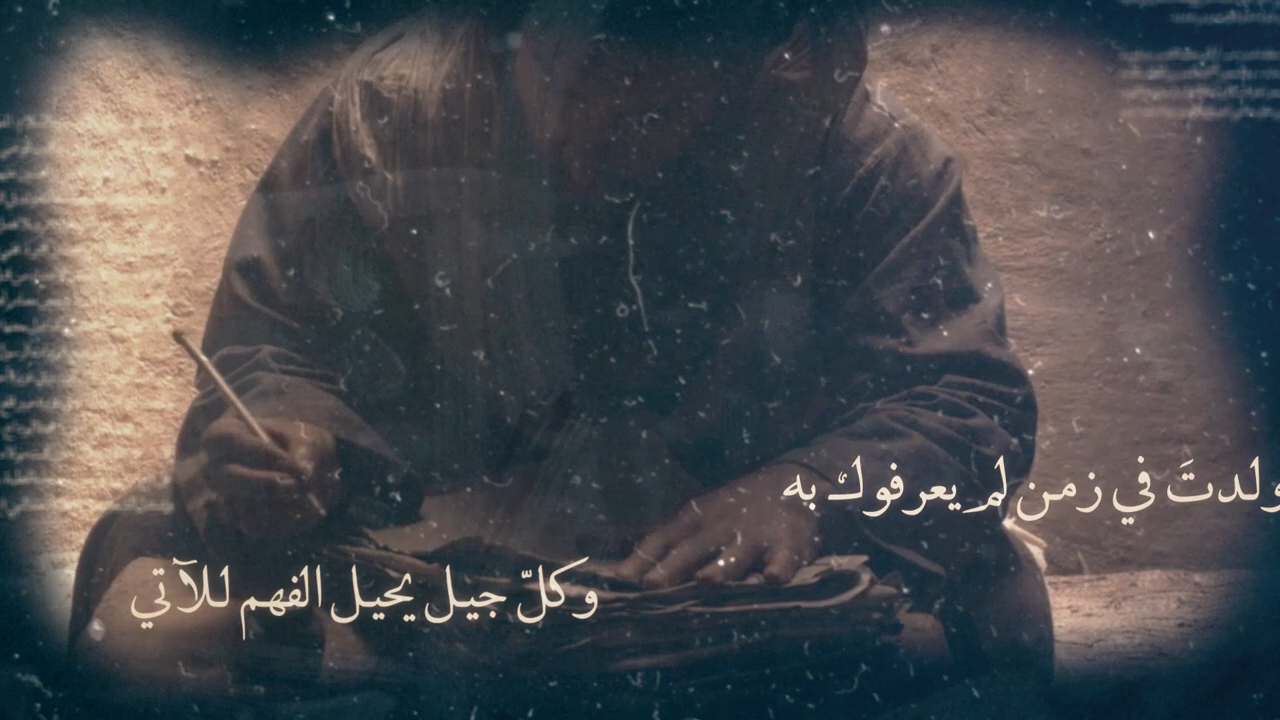 ولدتَ في زمن لم يعرفوك به
وكلّ جيل يحيل الفهم للآتي